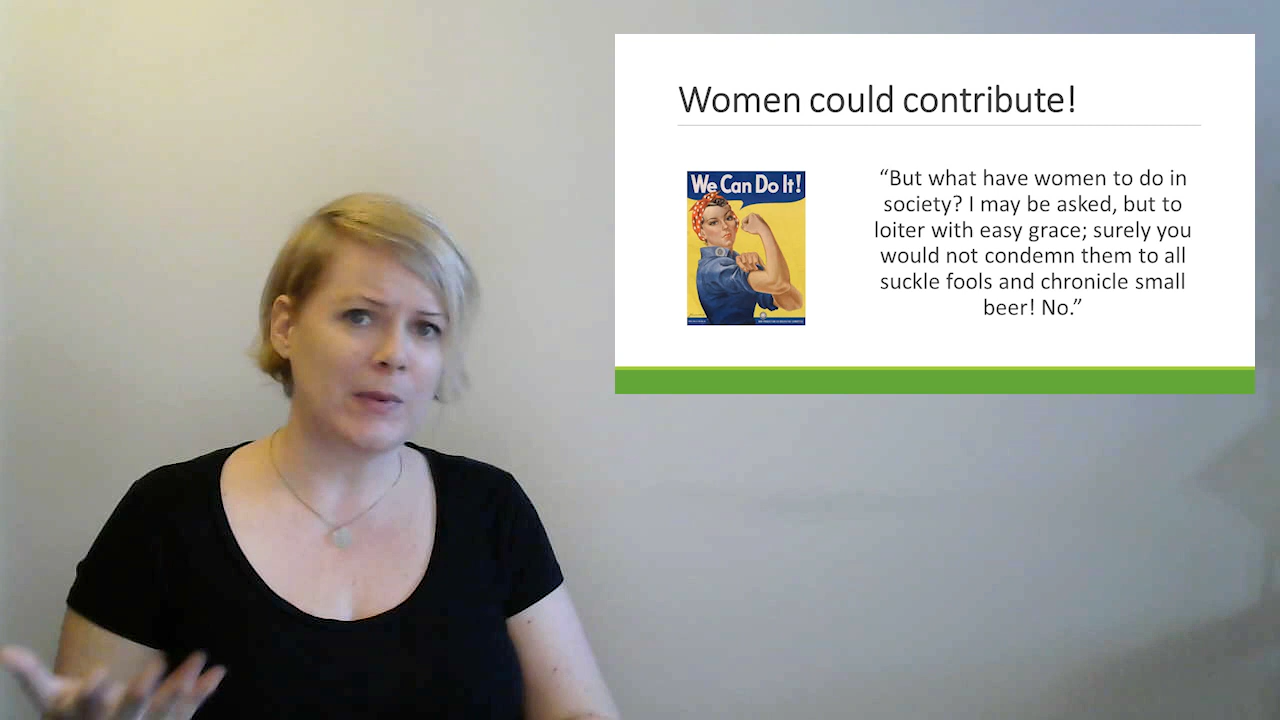 Women could contribute!
We Can Do It!
“But what have women to do in
society? I may be asked, but to
loiter with easy grace; surely you
would not condemn them to all
suckle fools and chronicle small
beer! No.”